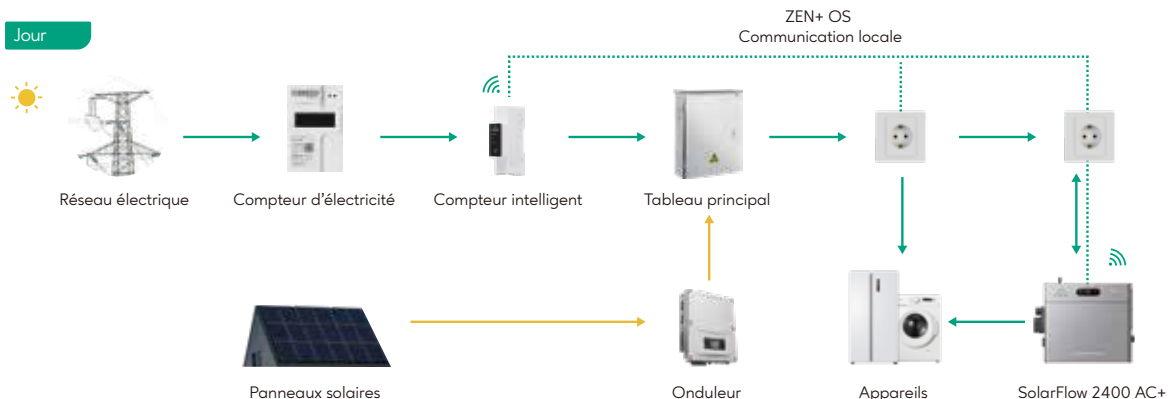 Jour
ZEN+ OS
Communication locale
Réseau électrique
Compteur d'électricité
Compteur intelligent
Tableau principal
Panneaux solaires
Onduleur
Appareils
SolarFlow 2400 AC+